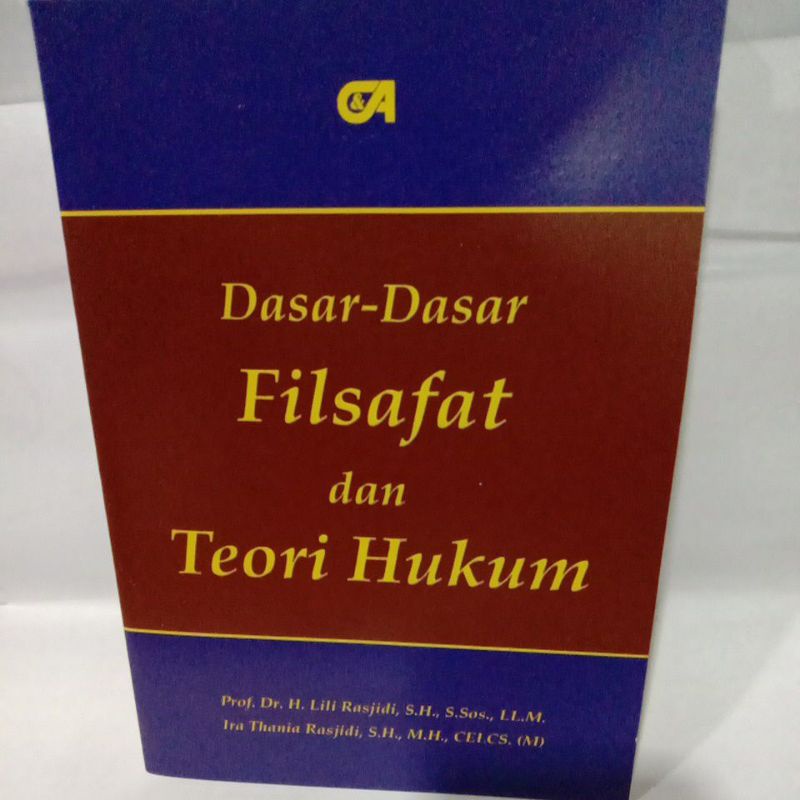 C&A
Dasar-Dasar
Filsafat
dan
Teori Hukum
Prof. Dr. H. Lili Rasjidi, S.H., S.Sos., LL.M.
Ira Thania Rasjidi, S.H., M.H., CELCS. (M)